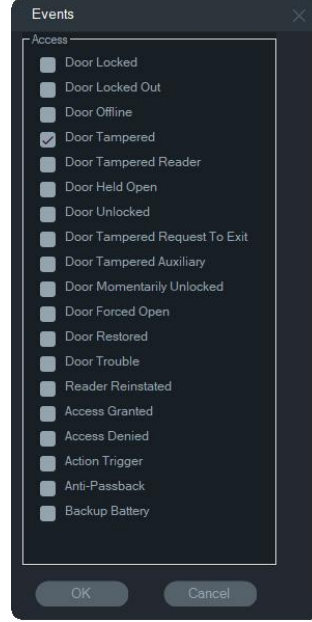 Events
Access
Door Locked
Door Locked Out
Door Offline
Door Tampered
Door Tampered Reader
Door Held Open
Door Unlocked
Door Tampered Request To Exit
Door Tampered Auxiliary
Door Momentarily Unlocked
Door Forced Open
Door Restored
Door Trouble
Reader Reinstated
Access Granted
Access Denied
Action Trigger
Anti-Passback
Backup Battery
OK Cancel